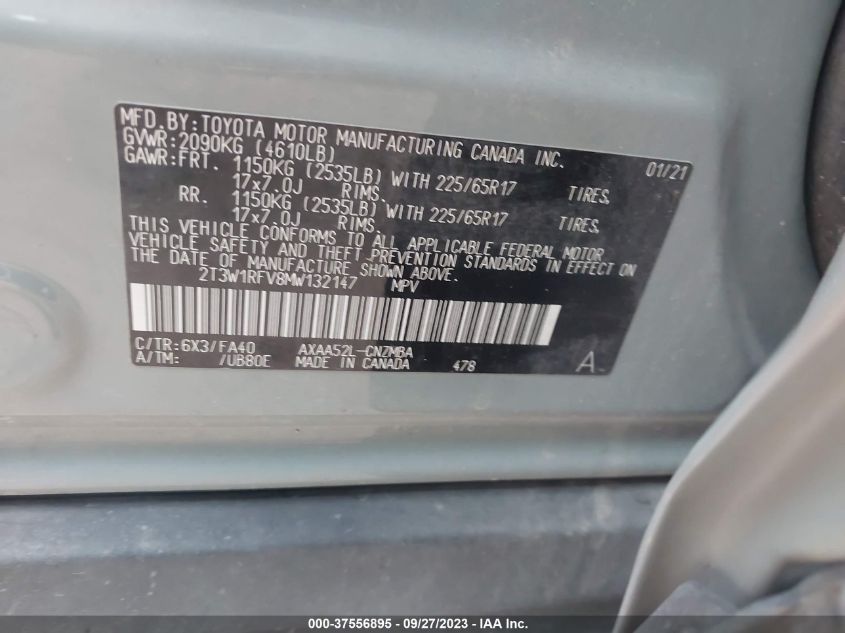 MFD. BY: TOYOTA MOTOR MANUFACTURING CANADA INC. 01/21
GVWR: 2090KG (4610LB)
GAWR: FRT. 1150KG (2535LB) WITH 225/65R17 TIRES.
17x7.0J RIMS.
RR. 1150KG (2535LB) WITH 225/65R17 TIRES.
17x7.0J RIMS.
THIS VEHICLE CONFORMS TO ALL APPLICABLE FEDERAL MOTOR
VEHICLE SAFETY AND THEFT PREVENTION STANDARDS IN EFFECT ON
THE DATE OF MANUFACTURE SHOWN ABOVE.
2T3W1RFV8MW132147 MPV
C/TR: 6X3/FA40 AXAA52L-CNZMBA
A/TM: /UB80E MADE IN CANADA 478 A
000-37556895 - 09/27/2023 - IAAI.com